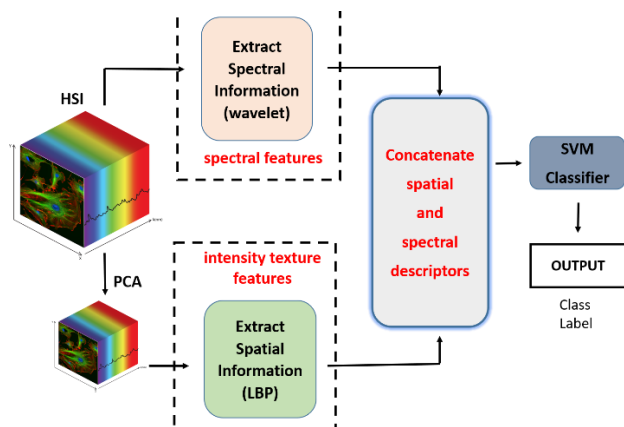 HSI
Extract
Spectral
Information
(wavelet)
spectral features
PCA
intensity texture
features
Extract
Spatial
Information
(LBP)
Concatenate
spatial
and
spectral
descriptors
SVM
Classifier
OUTPUT
Class
Label